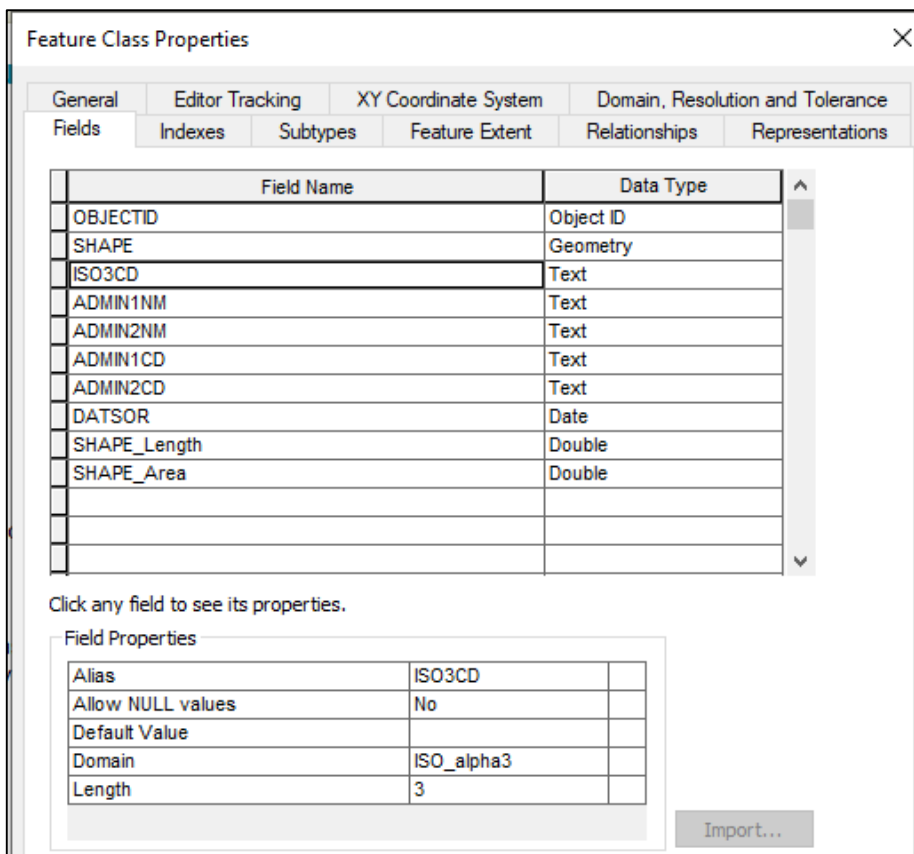 Feature Class Properties
General Editor Tracking XY Coordinate System Domain, Resolution and Tolerance
Fields Indexes Subtypes Feature Extent Relationships Representations
Field Name Data Type
OBJECTID Object ID
SHAPE Geometry
ISO3CD Text
ADMIN1NM Text
ADMIN2NM Text
ADMIN1CD Text
ADMIN2CD Text
DATSOR Date
SHAPE_Length Double
SHAPE_Area Double
Click any field to see its properties.
Field Properties
Alias ISO3CD
Allow NULL values No
Default Value
Domain ISO_alpha3
Length 3
Import...